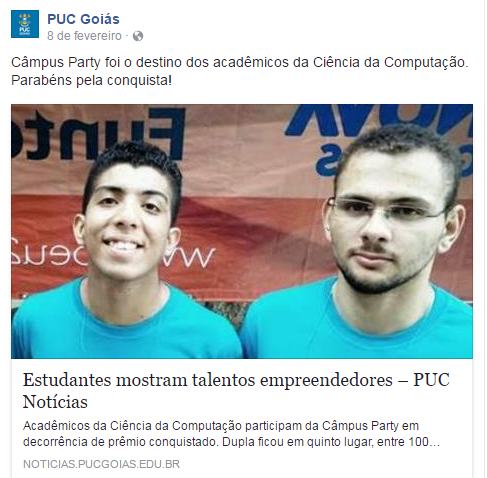 PUC Goiás
8 de fevereiro
Câmpus Party foi o destino dos acadêmicos da Ciência da Computação.
Parabéns pela conquista!
Estudantes mostram talentos empreendedores – PUC
Notícias
Acadêmicos da Ciência da Computação participam da Câmpus Party em
decorrência de prêmio conquistado. Dupla ficou em quinto lugar, entre 100…
NOTICIAS.PUCGOIAS.EDU.BR